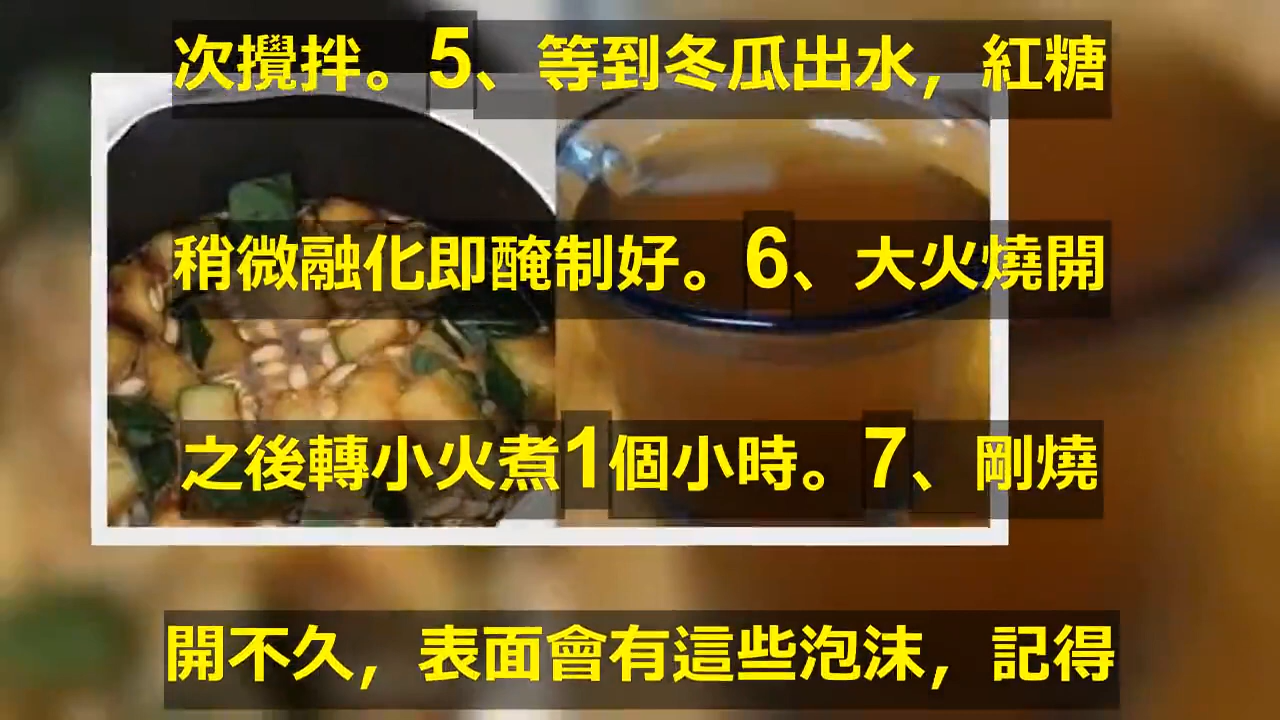 次攪拌。5、等到冬瓜出水，紅糖
稍微融化即醃制好。6、大火燒開
之後轉小火煮1個小時。7、剛燒
開不久，表面會有這些泡沫，記得